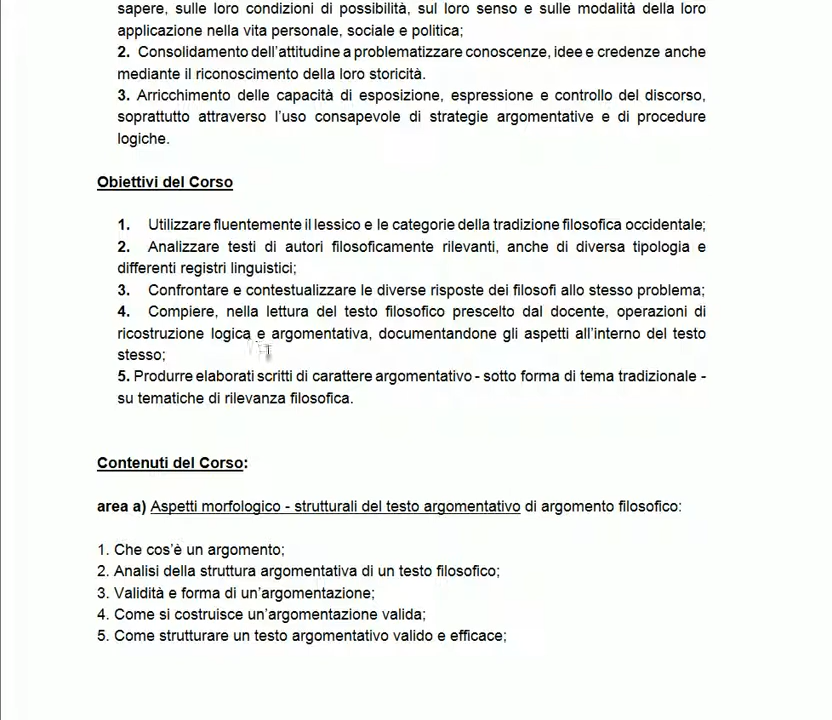 sapere, sulle loro condizioni di possibilità, sul loro senso e sulle modalità della loro
applicazione nella vita personale, sociale e politica;
2. Consolidamento dell'attitudine a problematizzare conoscenze, idee e credenze anche
mediante il riconoscimento della loro storicità.
3. Arricchimento delle capacità di esposizione, espressione e controllo del discorso,
soprattutto attraverso l'uso consapevole di strategie argomentative e di procedure
logiche.
Obiettivi del Corso
1. Utilizzare fluentemente il lessico e le categorie della tradizione filosofica occidentale;
2. Analizzare testi di autori filosoficamente rilevanti, anche di diversa tipologia e
differenti registri linguistici;
3. Confrontare e contestualizzare le diverse risposte dei filosofi allo stesso problema;
4. Compiere, nella lettura del testo filosofico prescelto dal docente, operazioni di
ricostruzione logica e argomentativa, documentandone gli aspetti all'interno del testo
stesso;
5. Produrre elaborati scritti di carattere argomentativo - sotto forma di tema tradizionale -
su tematiche di rilevanza filosofica.
Contenuti del Corso:
area a) Aspetti morfologico - strutturali del testo argomentativo di argomento filosofico:
1. Che cos'è un argomento;
2. Analisi della struttura argomentativa di un testo filosofico;
3. Validità e forma di un'argomentazione;
4. Come si costruisce un'argomentazione valida;
5. Come strutturare un testo argomentativo valido e efficace;